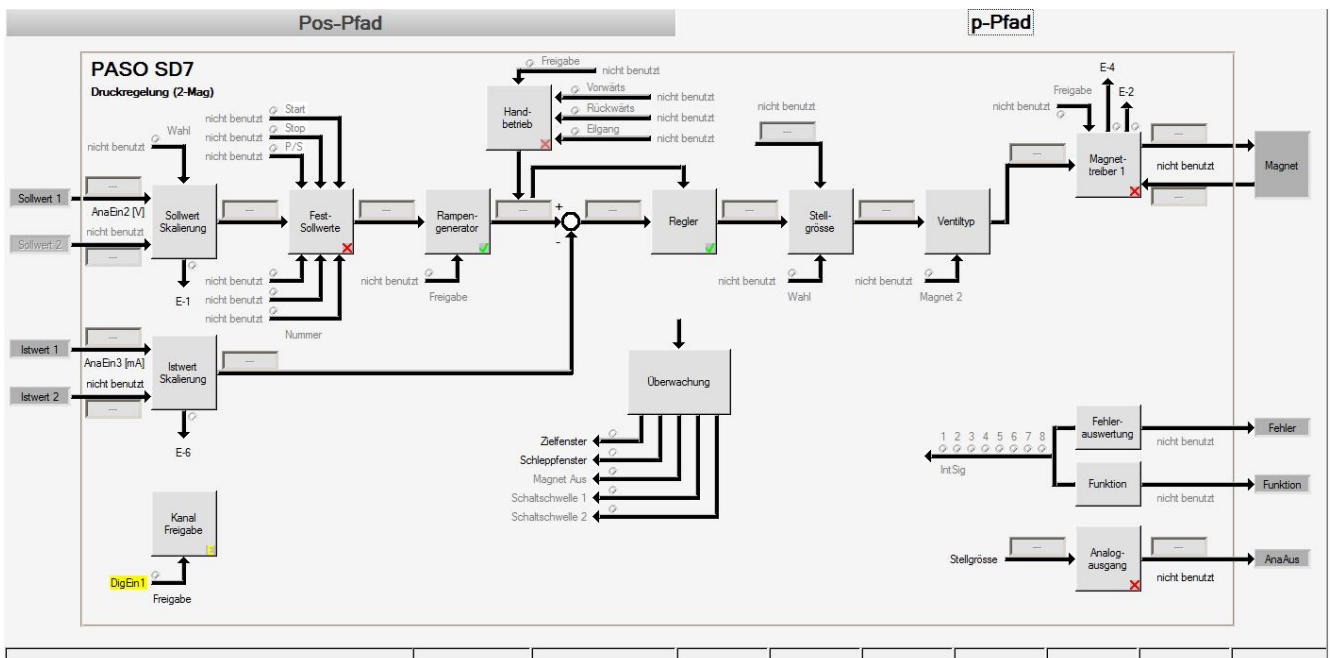 Pos-Pfad
p-Pfad
PASO SD7
Druckregelung (2-Mag)
Wahl
nicht benutzt
Start
nicht benutzt
Stop
nicht benutzt
P/S
nicht benutzt
Freigabe
nicht benutzt
Hand-
betrieb
Vorwärts
nicht benutzt
Rückwärts
nicht benutzt
Eilgang
nicht benutzt
nicht benutzt
---
E-4
E-2
Freigabe
nicht benutzt
Magnet-
treiber 1
---
nicht benutzt
---
Magnet
Sollwert 1
---
AnaEin2 [V]
nicht benutzt
Sollwert 2
---
Sollwert
Skalierung
---
Fest-
Sollwerte
---
Rampen-
generator
---
+
-
---
Regler
---
Stell-
grösse
---
Ventiltyp
---
E-1
nicht benutzt
nicht benutzt
nicht benutzt
Nummer
nicht benutzt
Freigabe
nicht benutzt
Wahl
nicht benutzt
Magnet 2
Istwert 1
---
AnaEin3 [mA]
nicht benutzt
Istwert 2
---
Istwert
Skalierung
---
E-6
Überwachung
Zielfenster
Schleppfenster
Magnet Aus
Schaltschwelle 1
Schaltschwelle 2
1 2 3 4 5 6 7 8
IntSig
Fehler-
auswertung
nicht benutzt
Fehler
Funktion
nicht benutzt
Funktion
Kanal
Freigabe
E
DigEin1
Freigabe
Stellgrösse
---
Analog-
ausgang
---
nicht benutzt
AnaAus